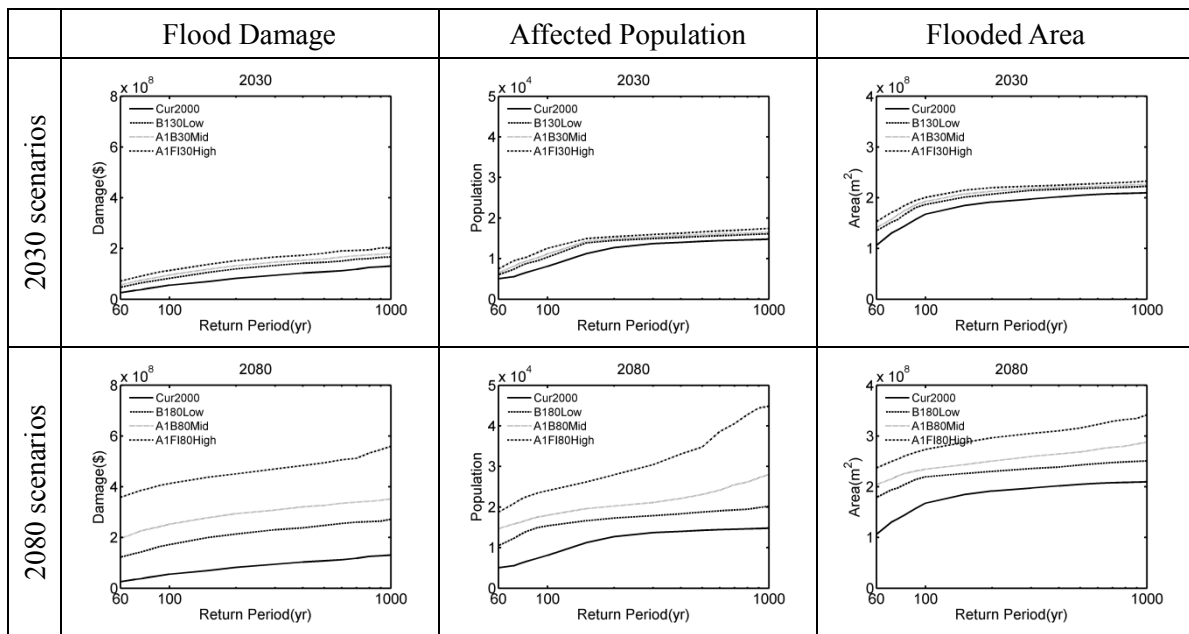 Flood Damage
Affected Population
Flooded Area
2030 scenarios
x 10^8
2030
8
6
4
2
0
Damage($)
Cur2000
B130Low
A1B30Mid
A1FI30High
60
100
1000
Return Period(yr)
x 10^4
2030
5
4
3
2
1
0
Population
Cur2000
B130Low
A1B30Mid
A1FI30High
60
100
1000
Return Period(yr)
x 10^8
2030
4
3
2
1
0
Area(m^2)
Cur2000
B130Low
A1B30Mid
A1FI30High
60
100
1000
Return Period(yr)
2080 scenarios
x 10^8
2080
8
6
4
2
0
Damage($)
Cur2000
B180Low
A1B80Mid
A1FI80High
60
100
1000
Return Period(yr)
x 10^4
2080
5
4
3
2
1
0
Population
Cur2000
B180Low
A1B80Mid
A1FI80High
60
100
1000
Return Period(yr)
x 10^8
2080
4
3
2
1
0
Area(m^2)
Cur2000
B180Low
A1B80Mid
A1FI80High
60
100
1000
Return Period(yr)